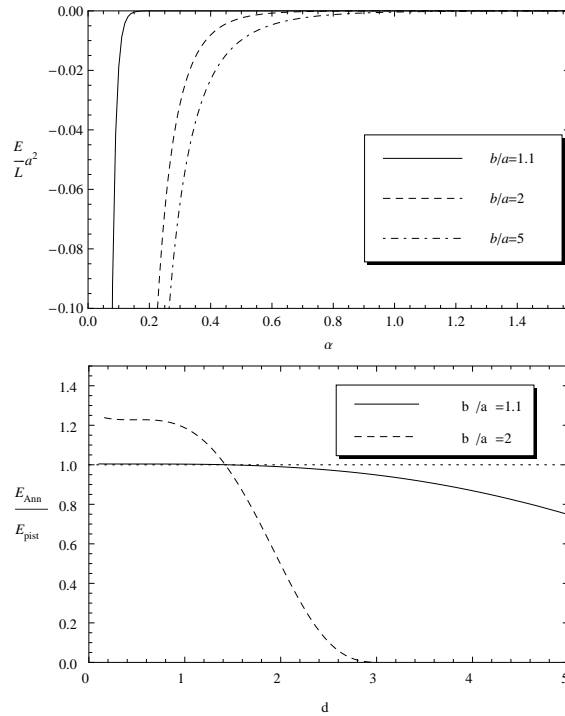 0.00
−0.02
−0.04
−0.06
−0.08
−0.10
E/L a²
b/a=1.1
b/a=2
b/a=5
0.0 0.2 0.4 0.6 0.8 1.0 1.2 1.4
α
1.4
1.2
1.0
0.8
0.6
0.4
0.2
0.0
E_Ann
E_pist
b /a =1.1
b /a =2
0 1 2 3 4 5
d